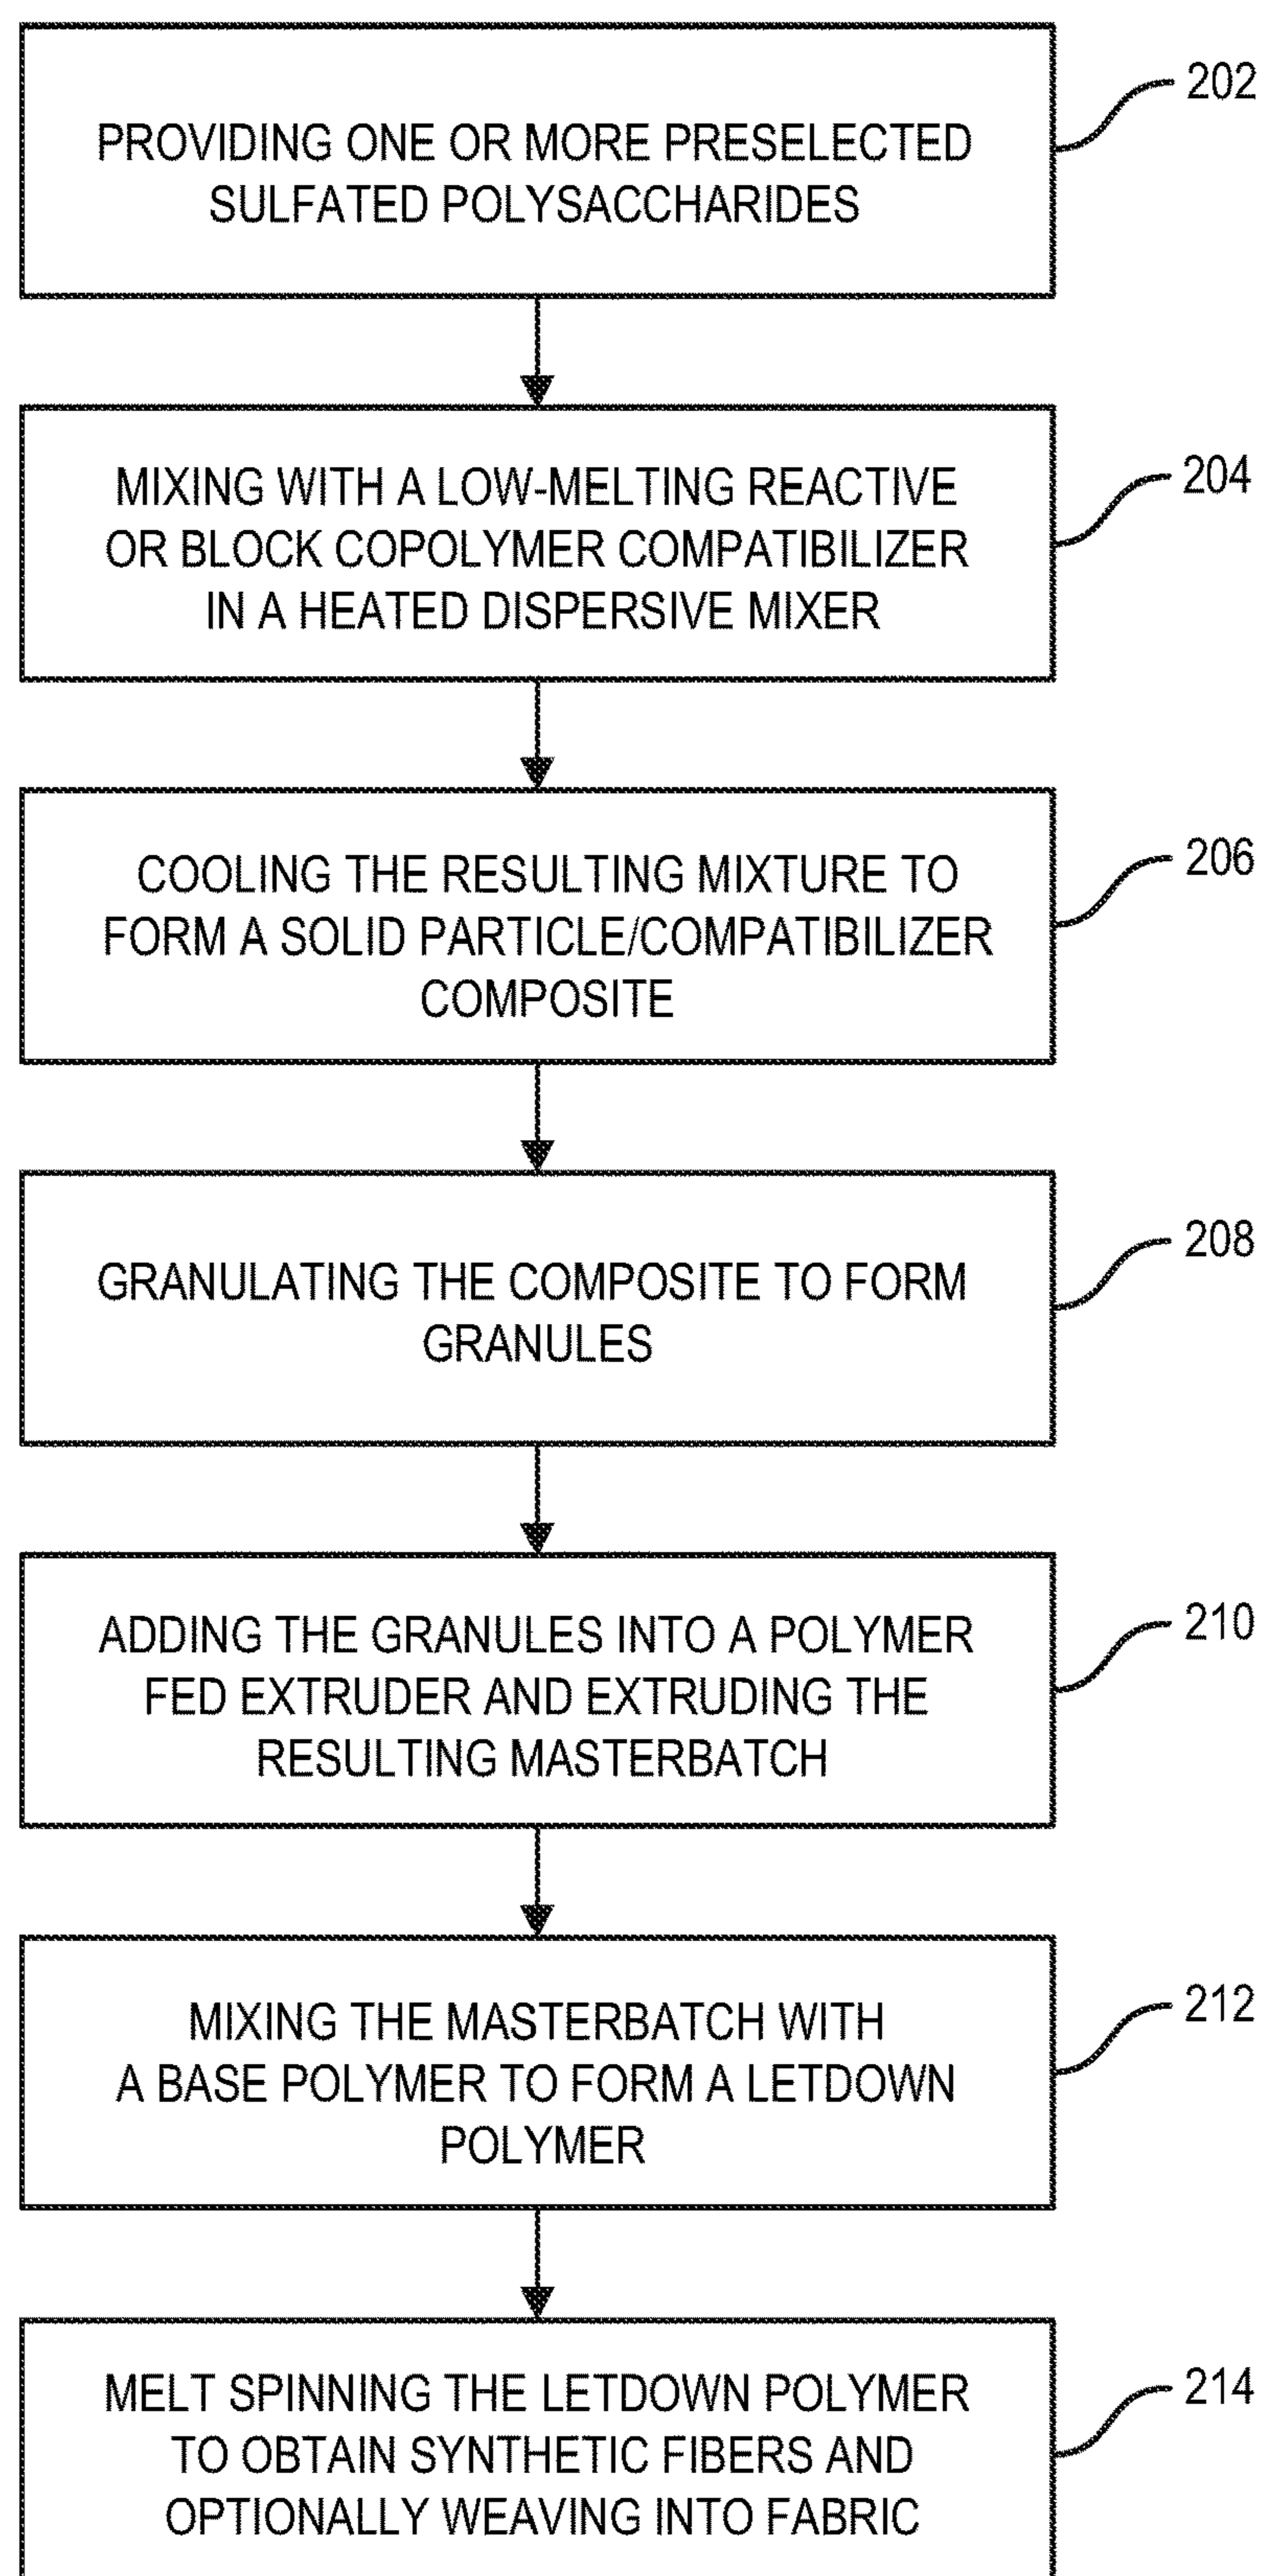 202
PROVIDING ONE OR MORE PRESELECTED
SULFATED POLYSACCHARIDES
204
MIXING WITH A LOW-MELTING REACTIVE
OR BLOCK COPOLYMER COMPATIBILIZER
IN A HEATED DISPERSIVE MIXER
206
COOLING THE RESULTING MIXTURE TO
FORM A SOLID PARTICLE/COMPATIBILIZER
COMPOSITE
208
GRANULATING THE COMPOSITE TO FORM
GRANULES
210
ADDING THE GRANULES INTO A POLYMER
FED EXTRUDER AND EXTRUDING THE
RESULTING MASTERBATCH
212
MIXING THE MASTERBATCH WITH
A BASE POLYMER TO FORM A LETDOWN
POLYMER
214
MELT SPINNING THE LETDOWN POLYMER
TO OBTAIN SYNTHETIC FIBERS AND
OPTIONALLY WEAVING INTO FABRIC